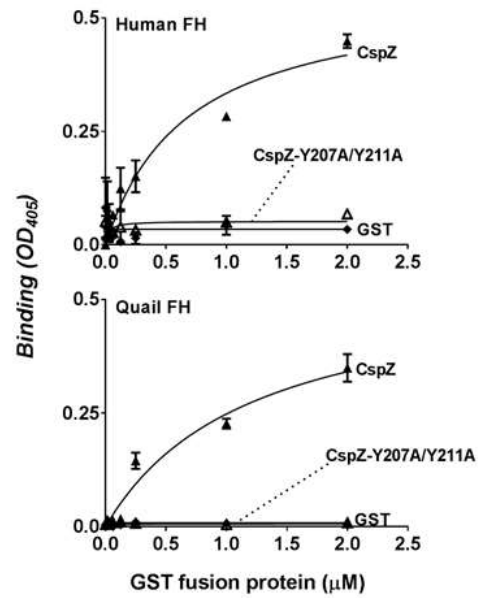 Human FH
0.5
CspZ
0.25
CspZ-Y207A/Y211A
GST
0.0
0.0 0.5 1.0 1.5 2.0 2.5
Binding (OD405)
Quail FH
0.5
CspZ
0.25
CspZ-Y207A/Y211A
GST
0.0
0.0 0.5 1.0 1.5 2.0 2.5
GST fusion protein (μM)